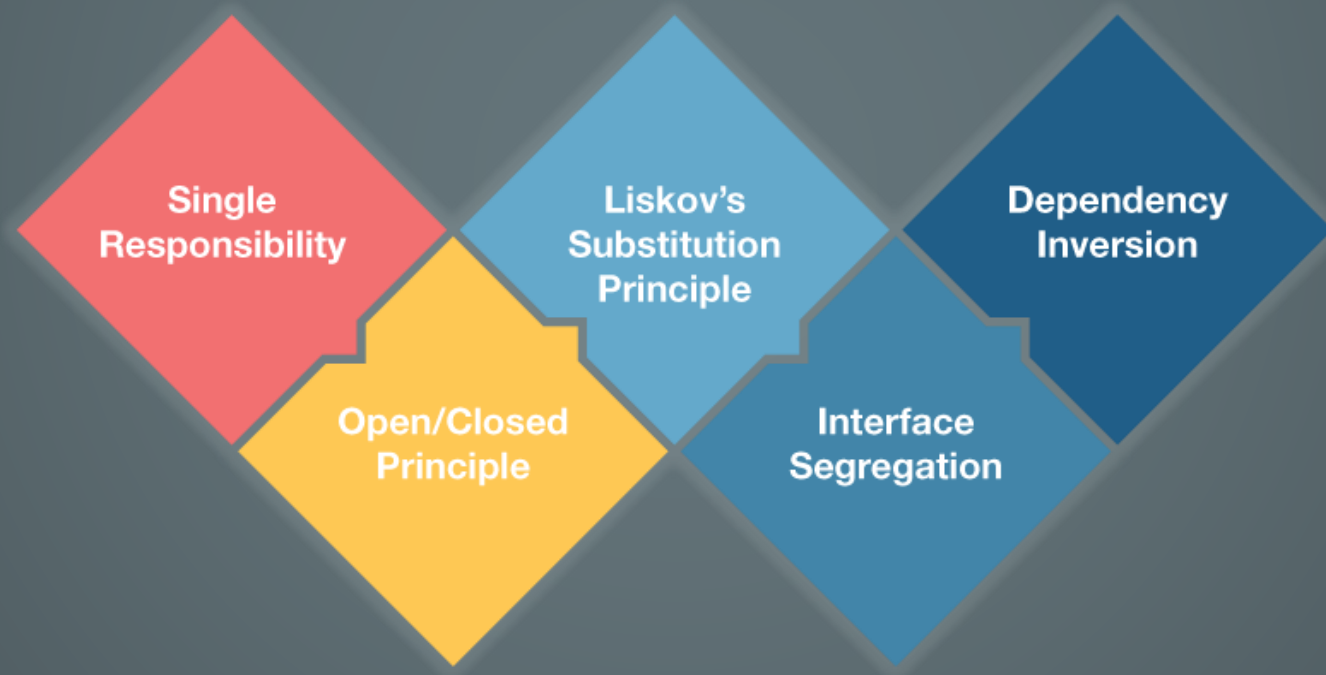 Single
Responsibility
Open/Closed
Principle
Liskov’s
Substitution
Principle
Interface
Segregation
Dependency
Inversion